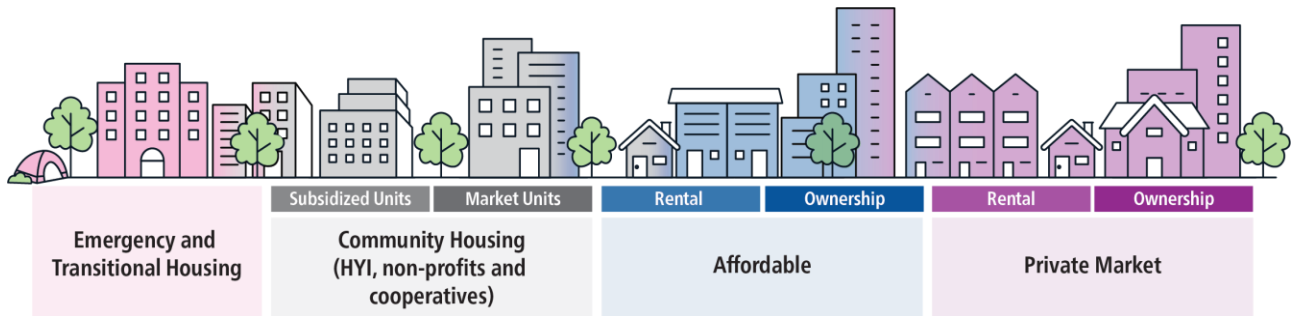 Subsidized Units
Market Units
Rental
Ownership
Rental
Ownership
Emergency and
Transitional Housing
Community Housing
(HYI, non-profits and
cooperatives)
Affordable
Private Market